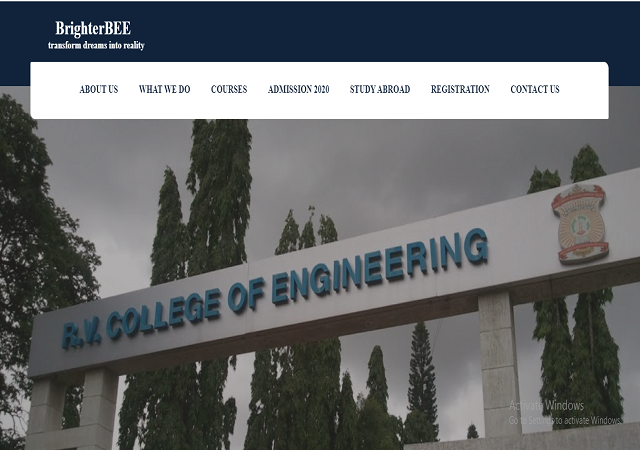 BrighterBEE
transform dreams into reality
ABOUT US WHAT WE DO COURSES ADMISSION 2020 STUDY ABROAD REGISTRATION CONTACT US
R.V. COLLEGE OF ENGINEERING
Activate Windows
Go to Settings to activate Windows.